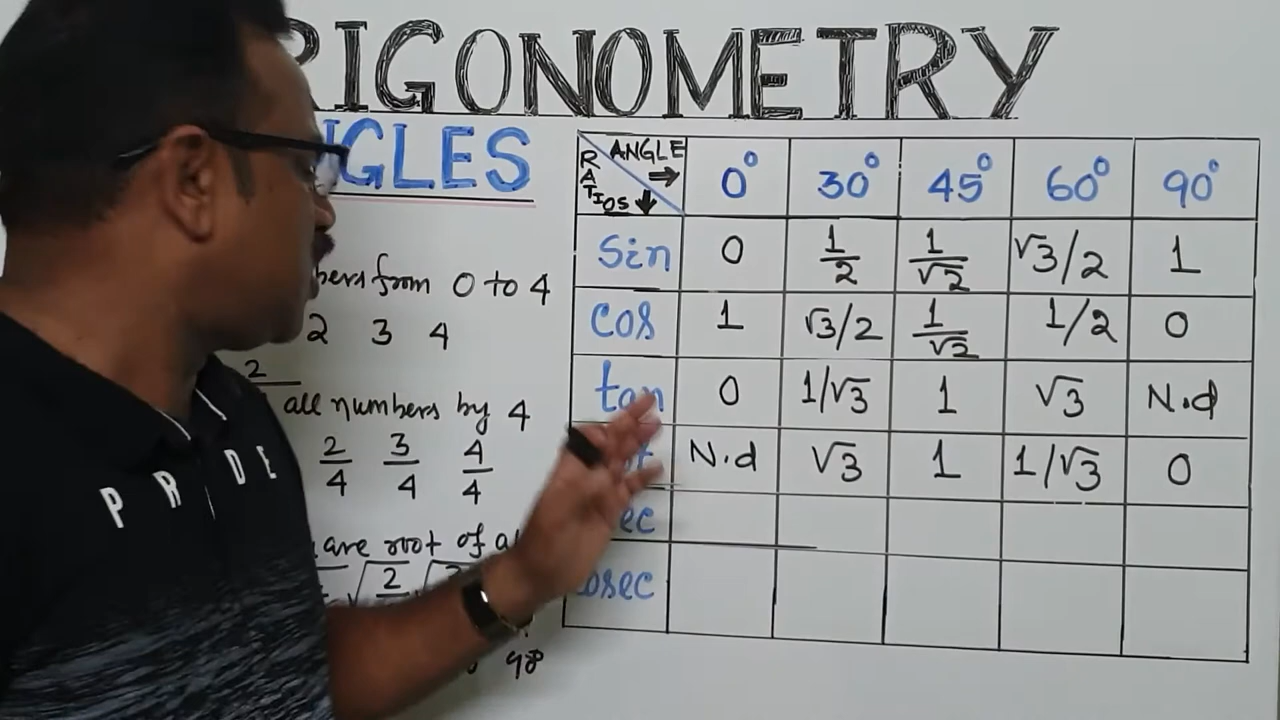 RIGONOMETRY
NGLES
bers from 0 to 4
2 3 4
2
all numbers by 4
2/4 3/4 4/4
are root of
√2
PRIDE
RATIOS ANGLE → 0° 30° 45° 60° 90°
Sin 0 1/2 1/√2 √3/2 1
Cos 1 √3/2 1/√2 1/2 0
tan 0 1/√3 1 √3 N.d
N.d √3 1 1/√3 0
ec
osec